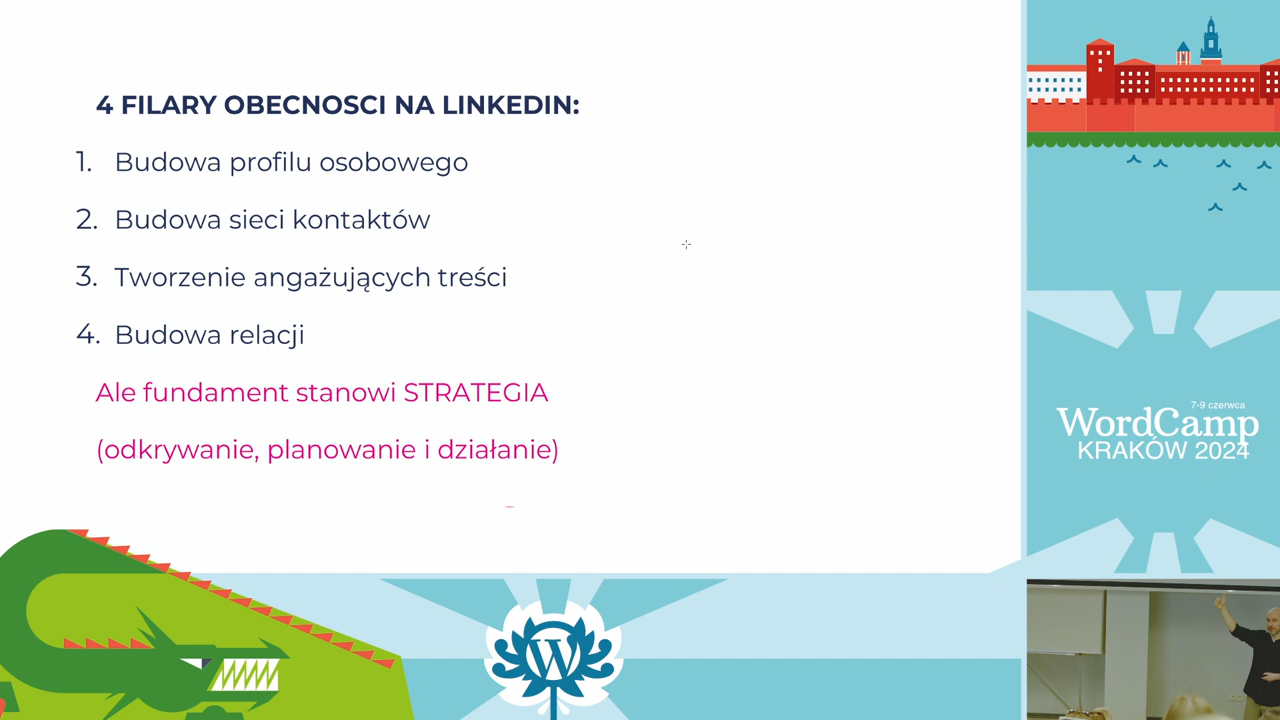 4 FILARY OBECNOSCI NA LINKEDIN:
1. Budowa profilu osobowego
2. Budowa sieci kontaktów
3. Tworzenie angażujących treści
4. Budowa relacji
Ale fundament stanowi STRATEGIA
(odkrywanie, planowanie i działanie)
7-9 czerwca
WordCamp
KRAKÓW 2024
W